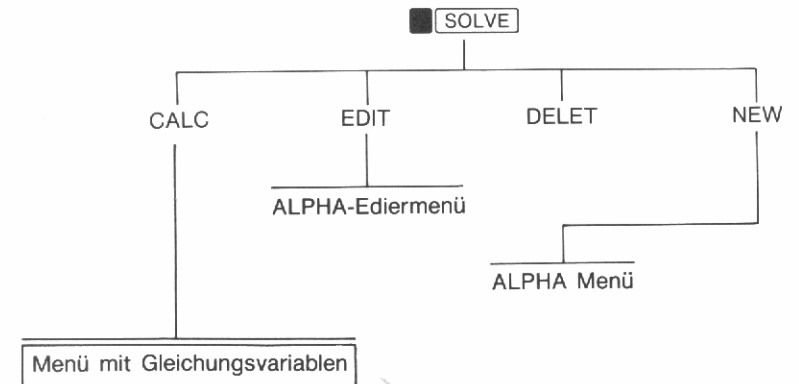 SOLVE
CALC EDIT DELET NEW
ALPHA-Ediermenü
ALPHA Menü
Menü mit Gleichungsvariablen